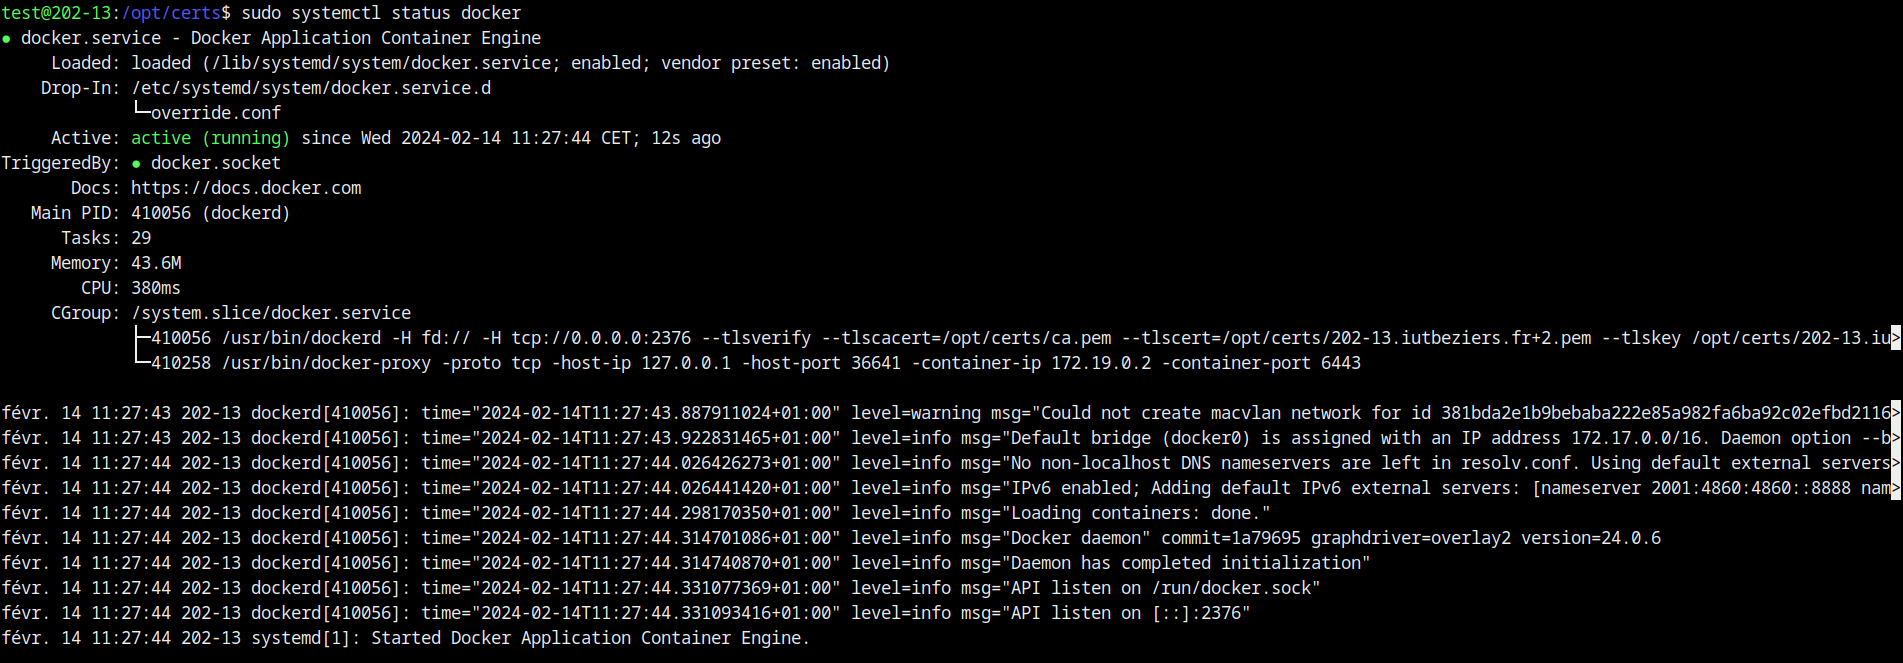 test@202-13:/opt/certs$ sudo systemctl status docker
● docker.service - Docker Application Container Engine
     Loaded: loaded (/lib/systemd/system/docker.service; enabled; vendor preset: enabled)
    Drop-In: /etc/systemd/system/docker.service.d
             └─override.conf
     Active: active (running) since Wed 2024-02-14 11:27:44 CET; 12s ago
TriggeredBy: ● docker.socket
       Docs: https://docs.docker.com
   Main PID: 410056 (dockerd)
      Tasks: 29
     Memory: 43.6M
        CPU: 380ms
     CGroup: /system.slice/docker.service
             ├─410056 /usr/bin/dockerd -H fd:// -H tcp://0.0.0.0:2376 --tlsverify --tlscacert=/opt/certs/ca.pem --tlscert=/opt/certs/202-13.iutbeziers.fr+2.pem --tlskey /opt/certs/202-13.iu>
             └─410258 /usr/bin/docker-proxy -proto tcp -host-ip 127.0.0.1 -host-port 36641 -container-ip 172.19.0.2 -container-port 6443

févr. 14 11:27:43 202-13 dockerd[410056]: time="2024-02-14T11:27:43.887911024+01:00" level=warning msg="Could not create macvlan network for id 381bda2e1b9bebaba222e85a982fa6ba92c02efbd2116>
févr. 14 11:27:43 202-13 dockerd[410056]: time="2024-02-14T11:27:43.922831465+01:00" level=info msg="Default bridge (docker0) is assigned with an IP address 172.17.0.0/16. Daemon option --b>
févr. 14 11:27:44 202-13 dockerd[410056]: time="2024-02-14T11:27:44.026426273+01:00" level=info msg="No non-localhost DNS nameservers are left in resolv.conf. Using default external servers>
févr. 14 11:27:44 202-13 dockerd[410056]: time="2024-02-14T11:27:44.026441420+01:00" level=info msg="IPv6 enabled; Adding default IPv6 external servers: [nameserver 2001:4860:4860::8888 nam>
févr. 14 11:27:44 202-13 dockerd[410056]: time="2024-02-14T11:27:44.298170350+01:00" level=info msg="Loading containers: done."
févr. 14 11:27:44 202-13 dockerd[410056]: time="2024-02-14T11:27:44.314701086+01:00" level=info msg="Docker daemon" commit=1a79695 graphdriver=overlay2 version=24.0.6
févr. 14 11:27:44 202-13 dockerd[410056]: time="2024-02-14T11:27:44.314740870+01:00" level=info msg="Daemon has completed initialization"
févr. 14 11:27:44 202-13 dockerd[410056]: time="2024-02-14T11:27:44.331077369+01:00" level=info msg="API listen on /run/docker.sock"
févr. 14 11:27:44 202-13 dockerd[410056]: time="2024-02-14T11:27:44.331093416+01:00" level=info msg="API listen on [::]:2376"
févr. 14 11:27:44 202-13 systemd[1]: Started Docker Application Container Engine.